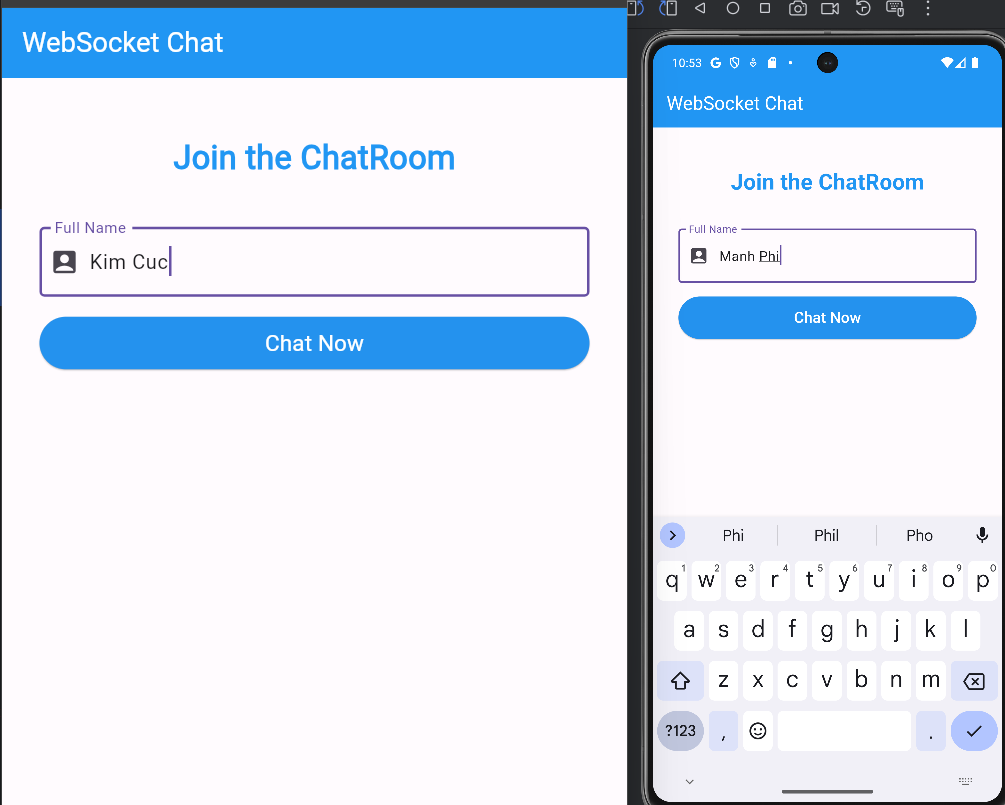 WebSocket Chat
Join the ChatRoom
Full Name
Kim Cuc
Chat Now
10:53
WebSocket Chat
Join the ChatRoom
Full Name
Manh Phi
Chat Now
Phi Phil Pho
q1 w2 e3 r4 t5 y6 u7 i8 o9 p0
a s d f g h j k l
z x c v b n m
?123 , .